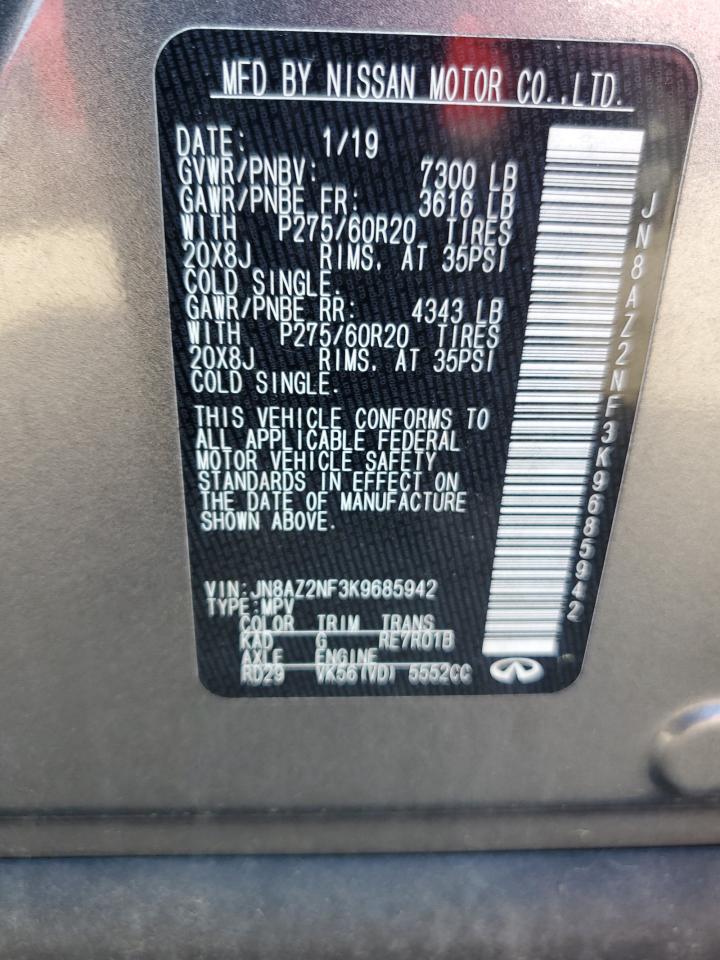 MFD BY NISSAN MOTOR CO.,LTD.
DATE: 1/19
GVWR/PNBV: 7300 LB
GAWR/PNBE FR: 3616 LB
WITH P275/60R20 TIRES
20X8J RIMS, AT 35PSI
COLD SINGLE.
GAWR/PNBE RR: 4343 LB
WITH P275/60R20 TIRES
20X8J RIMS, AT 35PSI
COLD SINGLE.
THIS VEHICLE CONFORMS TO
ALL APPLICABLE FEDERAL
MOTOR VEHICLE SAFETY
STANDARDS IN EFFECT ON
THE DATE OF MANUFACTURE
SHOWN ABOVE.
VIN:JN8AZ2NF3K9685942
TYPE:MPV
COLOR TRIM TRANS
KAD G RE7R01B
AXLE ENGINE
RD29 VK56(VD) 5552CC
JN8AZ2NF3K9685942